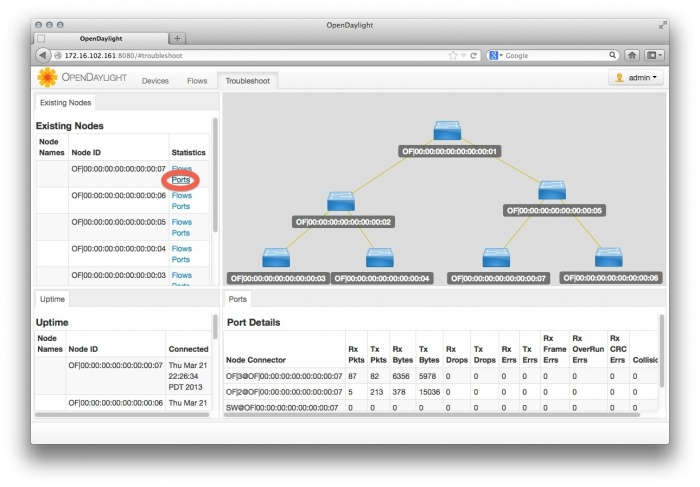 OpenDaylight
OpenDaylight
172.16.102.161:8080/#troubleshoot
Google
OPENDAYLIGHT
Devices
Flows
Troubleshoot
admin
Existing Nodes
Existing Nodes
Node Names Node ID Statistics
OF|00:00:00:00:00:00:00:07 Flows
Ports
OF|00:00:00:00:00:00:00:06 Flows
Ports
OF|00:00:00:00:00:00:00:05 Flows
Ports
OF|00:00:00:00:00:00:00:04 Flows
Ports
OF|00:00:00:00:00:00:00:03 Flows
Ports
OF|00:00:00:00:00:00:00:01
OF|00:00:00:00:00:00:00:02
OF|00:00:00:00:00:00:00:05
OF|00:00:00:00:00:00:00:03
OF|00:00:00:00:00:00:00:04
OF|00:00:00:00:00:00:00:07
OF|00:00:00:00:00:00:00:06
Uptime
Uptime
Node Names Node ID Connected
OF|00:00:00:00:00:00:00:07 Thu Mar 21
22:26:34
PDT 2013
OF|00:00:00:00:00:00:00:06 Thu Mar 21
Ports
Port Details
Node Connector Rx Pkts Tx Pkts Rx Bytes Tx Bytes Rx Drops Tx Drops Rx Errs Tx Errs Rx Frame Errs Rx OverRun Errs Rx CRC Errs Collisio
OF|3@OF|00:00:00:00:00:00:00:07 87 82 6356 5978 0 0 0 0 0 0 0 0
OF|2@OF|00:00:00:00:00:00:00:07 5 213 378 15036 0 0 0 0 0 0 0 0
SW@OF|00:00:00:00:00:00:00:07 0 0 0 0 0 0 0 0 0 0 0 0